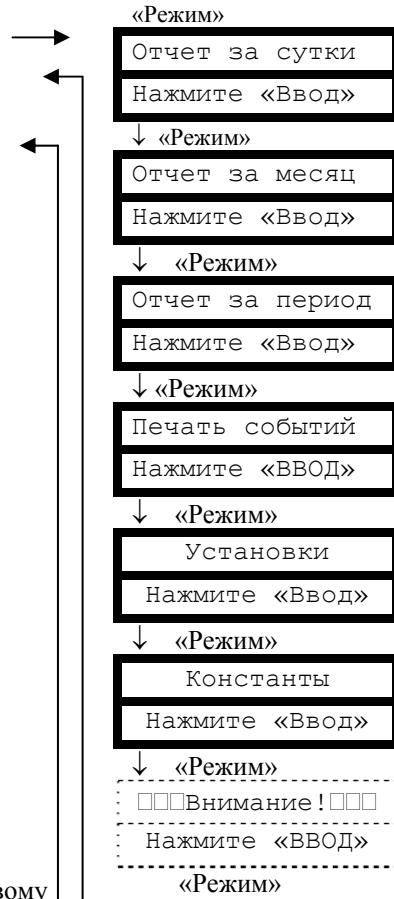 «Режим»
Отчет за сутки
Нажмите «Ввод»
↓ «Режим»
Отчет за месяц
Нажмите «Ввод»
↓ «Режим»
Отчет за период
Нажмите «Ввод»
↓ «Режим»
Печать событий
Нажмите «ВВОД»
↓ «Режим»
Установки
Нажмите «Ввод»
↓ «Режим»
Константы
Нажмите «Ввод»
↓ «Режим»
□□□Внимание!□□□
Нажмите «ВВОД»
«Режим»